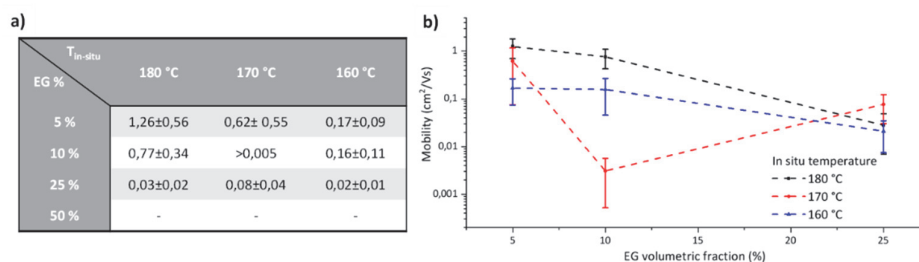 a)
T in-situ
EG %
180 °C 170 °C 160 °C
5 % 1,26±0,56 0,62± 0,55 0,17±0,09
10 % 0,77±0,34 >0,005 0,16±0,11
25 % 0,03±0,02 0,08±0,04 0,02±0,01
50 % - - -
b)
Mobility (cm²/Vs)
1
0,1
0,01
0,001
In situ temperature
180 °C
170 °C
160 °C
5 10 15 20 25
EG volumetric fraction (%)